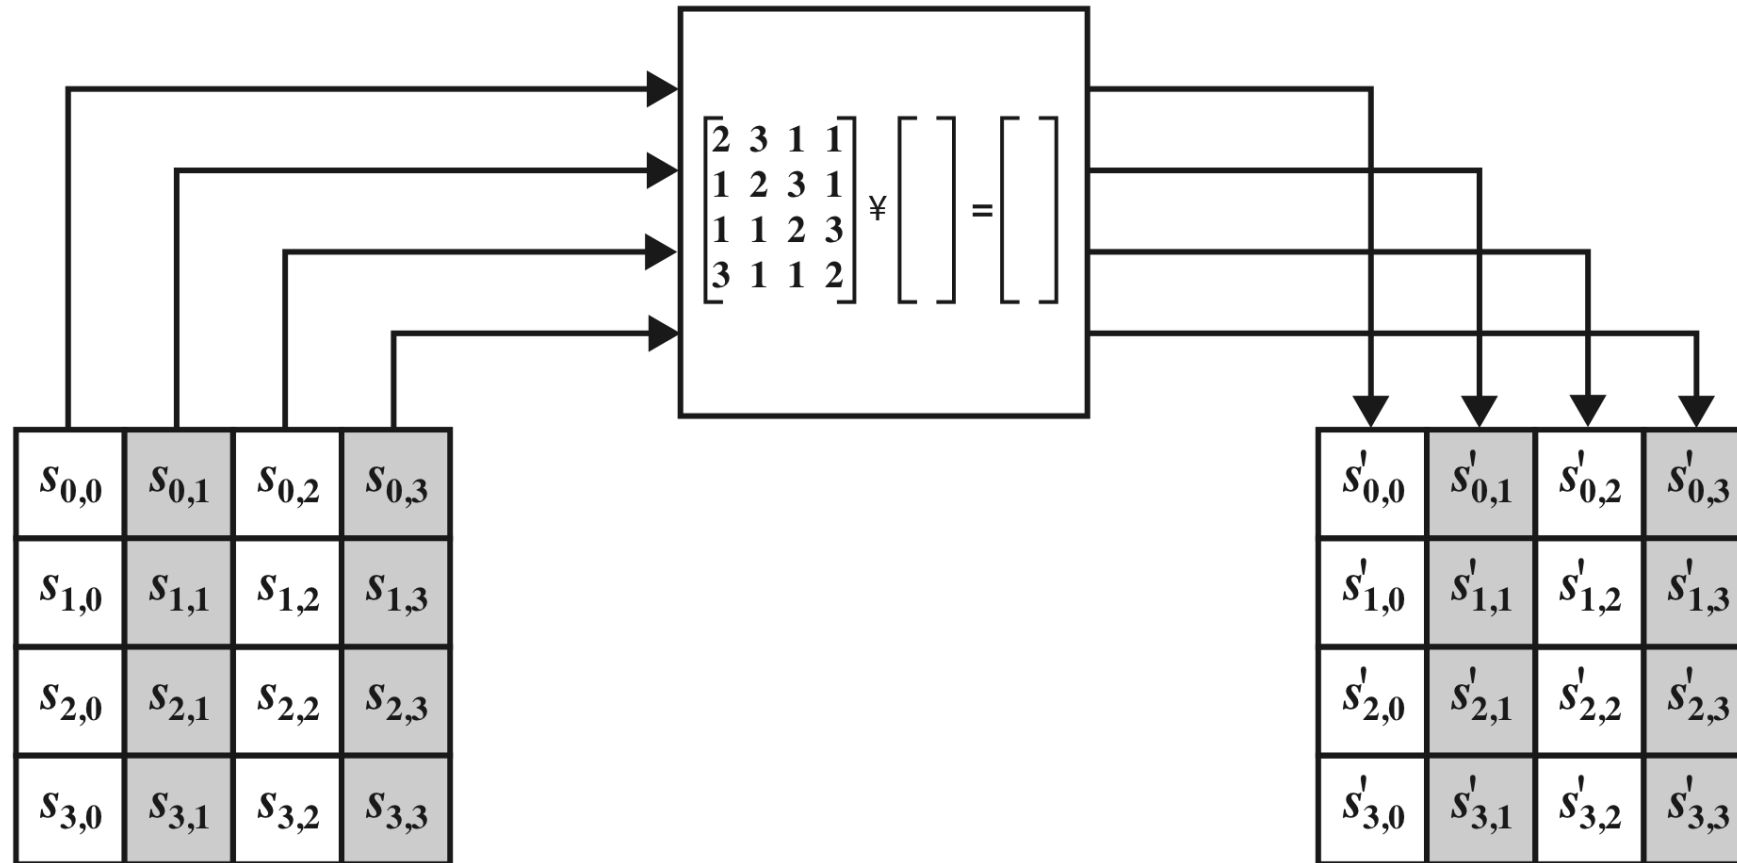 2 3 1 1
1 2 3 1
1 1 2 3
3 1 1 2
¥ =
s0,0 s0,1 s0,2 s0,3
s1,0 s1,1 s1,2 s1,3
s2,0 s2,1 s2,2 s2,3
s3,0 s3,1 s3,2 s3,3
s'0,0 s'0,1 s'0,2 s'0,3
s'1,0 s'1,1 s'1,2 s'1,3
s'2,0 s'2,1 s'2,2 s'2,3
s'3,0 s'3,1 s'3,2 s'3,3